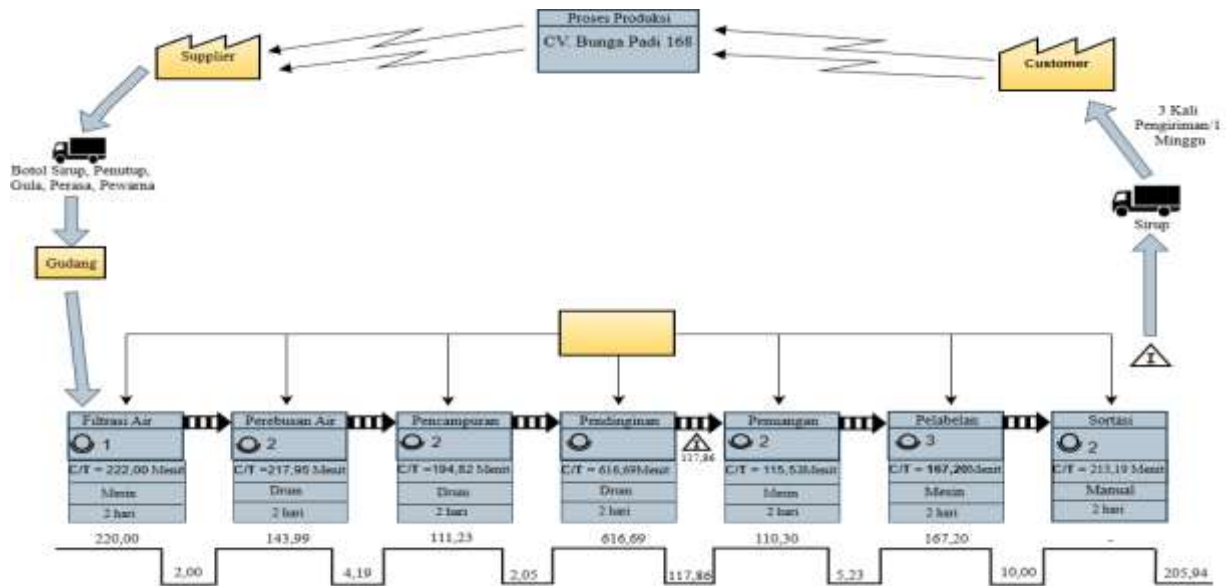 Proses Produksi
CV. Bunga Padi 168
Supplier
Customer
3 Kali
Pengiriman/1
Minggu
Botol Sirup, Penutup,
Gula, Perasa, Pewarna
Sirup
Gudang
I
Filtrasi Air
1
C/T = 222,00 Menit
Mesin
2 hari
Perebusan Air
2
C/T =217,95 Menit
Drum
2 hari
Pencampuran
2
C/T =194,82 Menit
Drum
2 hari
Pendinginan
C/T = 616,69Menit
Drum
2 hari
I
117,86
Penuangan
2
C/T = 115,53Menit
Mesin
2 hari
Pelabelan
3
C/T = 167,20Menit
Mesin
2 hari
Sortasi
2
C/T = 213,19 Menit
Manual
2 hari
220,00
143,99
111,23
616,69
110,30
167,20
-
2,00
4,19
2,05
117,86
5,23
10,00
205,94